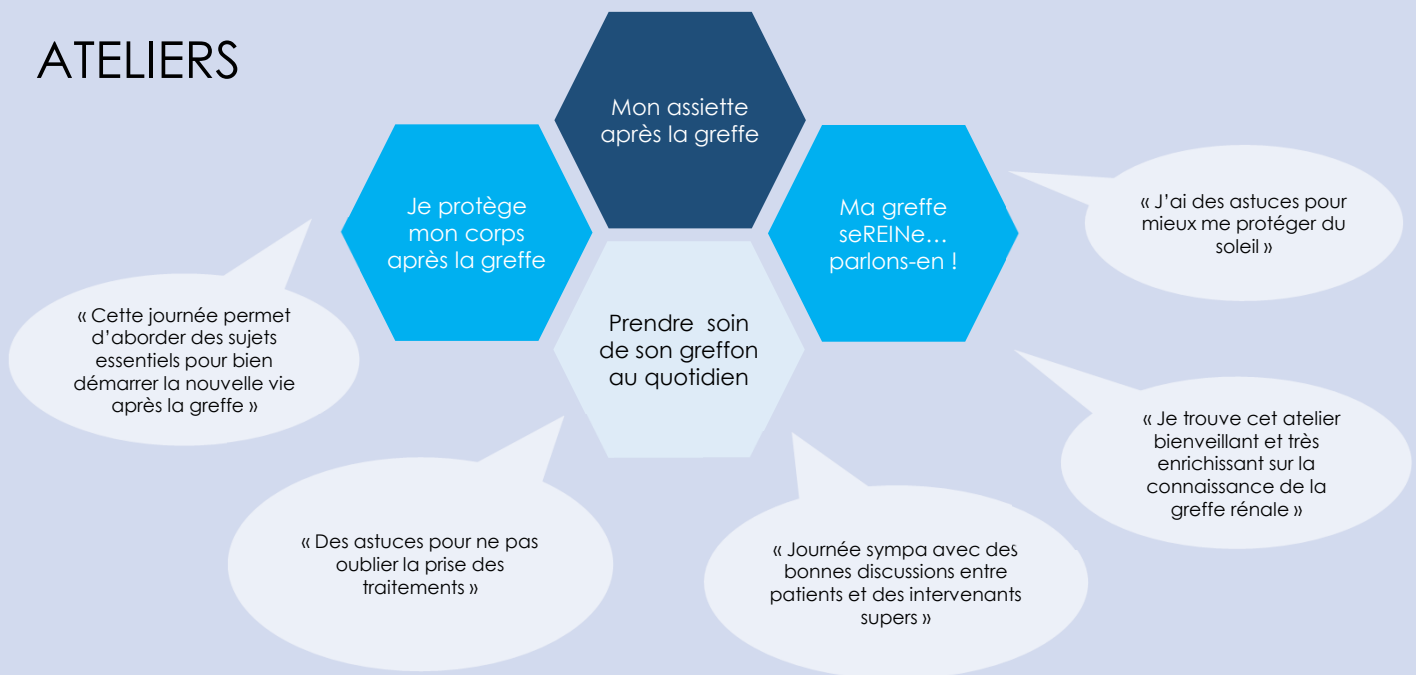 ATELIERS
Mon assiette
après la greffe
Je protège
mon corps
après la greffe
Ma greffe
seREINe…
parlons-en !
Prendre soin
de son greffon
au quotidien
« J’ai des astuces pour
mieux me protéger du
soleil »
« Cette journée permet
d’aborder des sujets
essentiels pour bien
démarrer la nouvelle vie
après la greffe »
« Je trouve cet atelier
bienveillant et très
enrichissant sur la
connaissance de la
greffe rénale »
« Des astuces pour ne pas
oublier la prise des
traitements »
« Journée sympa avec des
bonnes discussions entre
patients et des intervenants
supers »